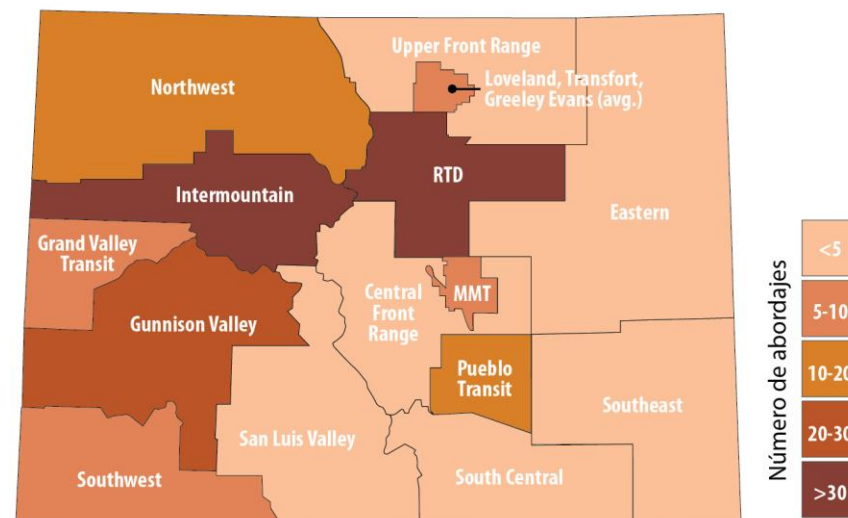 Upper Front Range
Northwest
Loveland, Transfort,
Greeley Evans (avg.)
Intermountain
RTD
Eastern
Grand Valley
Transit
Central
Front
Range
MMT
Gunnison Valley
Pueblo
Transit
Southeast
San Luis Valley
Southwest
South Central
Número de abordajes
<5
5-10
10-20
20-30
>30